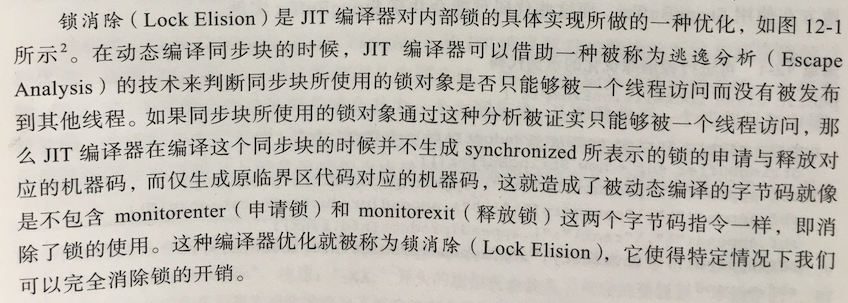 锁消除（Lock Elision）是 JIT 编译器对内部锁的具体实现所做的一种优化，如图 12-1
所示2。在动态编译同步块的时候，JIT 编译器可以借助一种被称为逃逸分析（Escape
Analysis）的技术来判断同步块所使用的锁对象是否只能够被一个线程访问而没有被发布
到其他线程。如果同步块所使用的锁对象通过这种分析被证实只能够被一个线程访问，那
么 JIT 编译器在编译这个同步块的时候并不生成 synchronized 所表示的锁的申请与释放对
应的机器码，而仅生成原临界区代码对应的机器码，这就造成了被动态编译的字节码就像
是不包含 monitorenter（申请锁）和 monitorexit（释放锁）这两个字节码指令一样，即消
除了锁的使用。这种编译器优化就被称为锁消除（Lock Elision），它使得特定情况下我们
可以完全消除锁的开销。